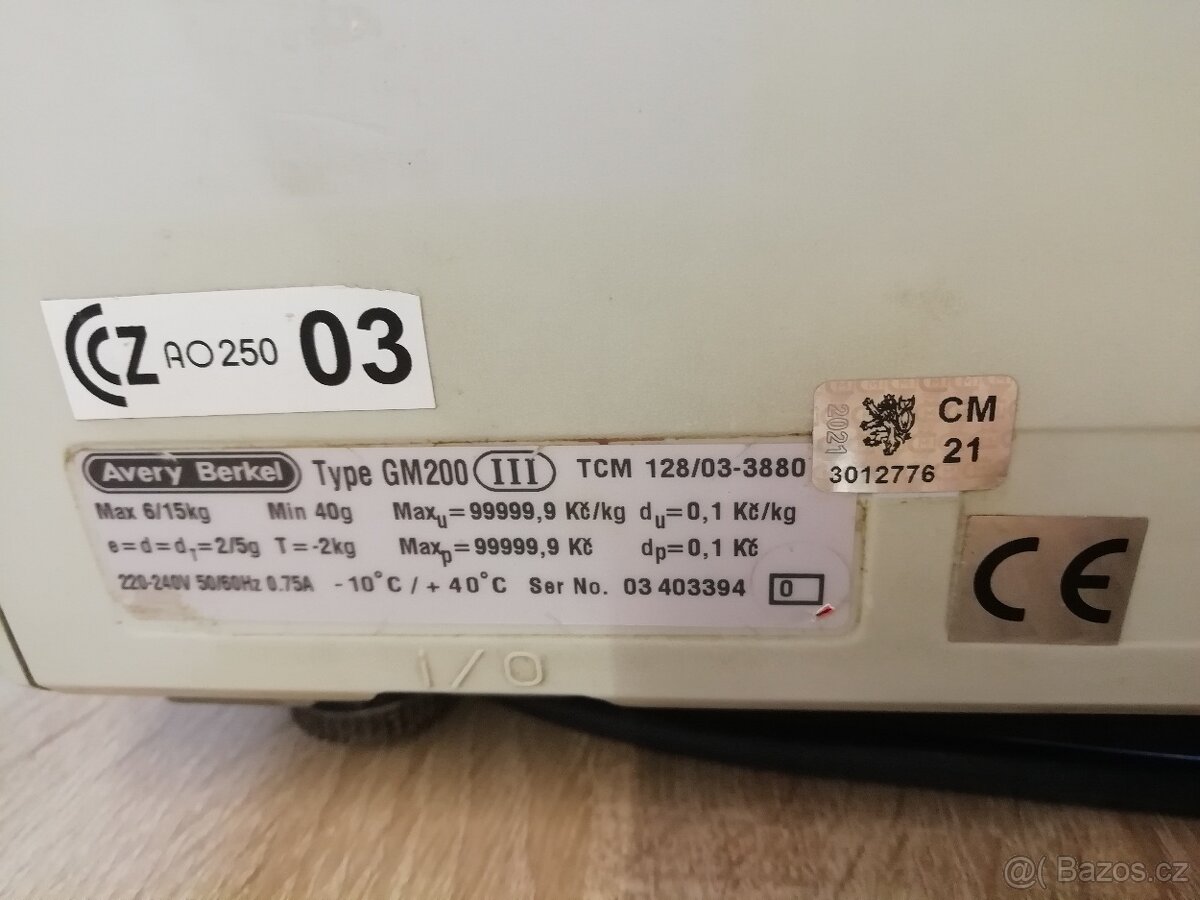 CCZ AO 250 03
2021 CM
21
3012776
Avery Berkel Type GM200 III TCM 128/03-3880
Max 6/15kg Min 40g Maxu=99999,9 Kč/kg du=0,1 Kč/kg
e=d=d1=2/5g T=-2kg Maxp=99999,9 Kč dp=0,1 Kč
220-240V 50/60Hz 0.75A -10°C / + 40°C Ser No. 03 403394 0
CE
I/O
@( Bazos.cz